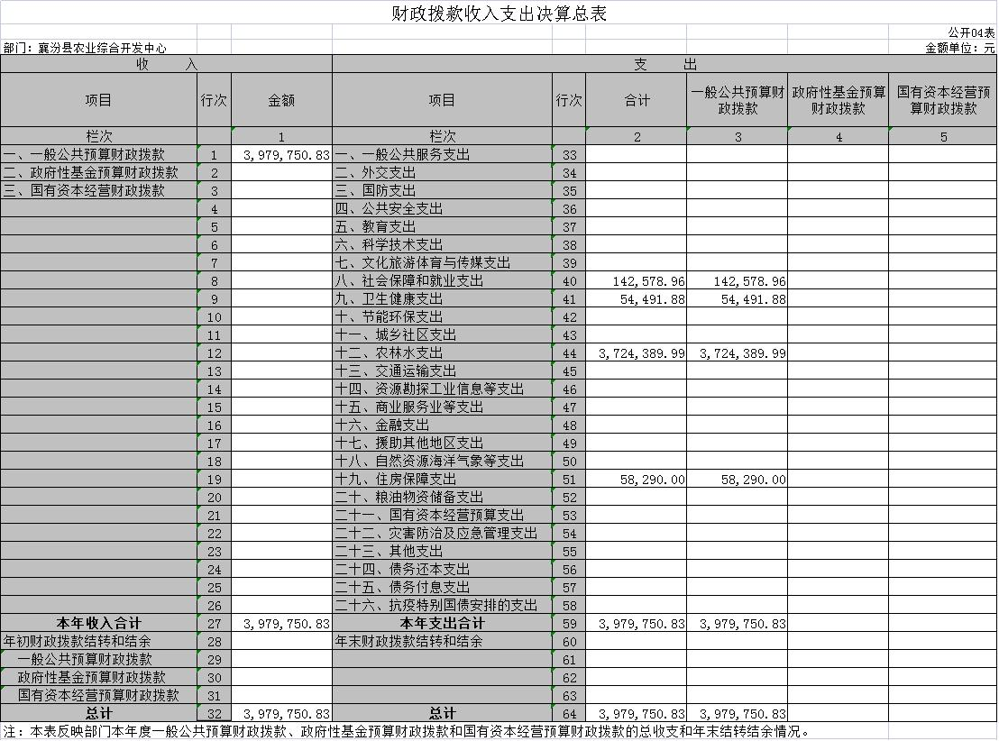 财政拨款收入支出决算总表
公开04表
部门：襄汾县农业综合开发中心 金额单位：元
收 入 支 出
项目 行次 金额 项目 行次 合计 一般公共预算财政拨款 政府性基金预算财政拨款 国有资本经营预算财政拨款
栏次 1 栏次 2 3 4 5
一、一般公共预算财政拨款 1 3,979,750.83 一、一般公共服务支出 33
二、政府性基金预算财政拨款 2 二、外交支出 34
三、国有资本经营财政拨款 3 三、国防支出 35
4 四、公共安全支出 36
5 五、教育支出 37
6 六、科学技术支出 38
7 七、文化旅游体育与传媒支出 39
8 八、社会保障和就业支出 40 142,578.96 142,578.96
9 九、卫生健康支出 41 54,491.88 54,491.88
10 十、节能环保支出 42
11 十一、城乡社区支出 43
12 十二、农林水支出 44 3,724,389.99 3,724,389.99
13 十三、交通运输支出 45
14 十四、资源勘探工业信息等支出 46
15 十五、商业服务业等支出 47
16 十六、金融支出 48
17 十七、援助其他地区支出 49
18 十八、自然资源海洋气象等支出 50
19 十九、住房保障支出 51 58,290.00 58,290.00
20 二十、粮油物资储备支出 52
21 二十一、国有资本经营预算支出 53
22 二十二、灾害防治及应急管理支出 54
23 二十三、其他支出 55
24 二十四、债务还本支出 56
25 二十五、债务付息支出 57
26 二十六、抗疫特别国债安排的支出 58
本年收入合计 27 3,979,750.83 本年支出合计 59 3,979,750.83 3,979,750.83
年初财政拨款结转和结余 28 年末财政拨款结转和结余 60
一般公共预算财政拨款 29 61
政府性基金预算财政拨款 30 62
国有资本经营预算财政拨款 31 63
总计 32 3,979,750.83 总计 64 3,979,750.83 3,979,750.83
注：本表反映部门本年度一般公共预算财政拨款、政府性基金预算财政拨款和国有资本经营预算财政拨款的总收支和年末结转结余情况。